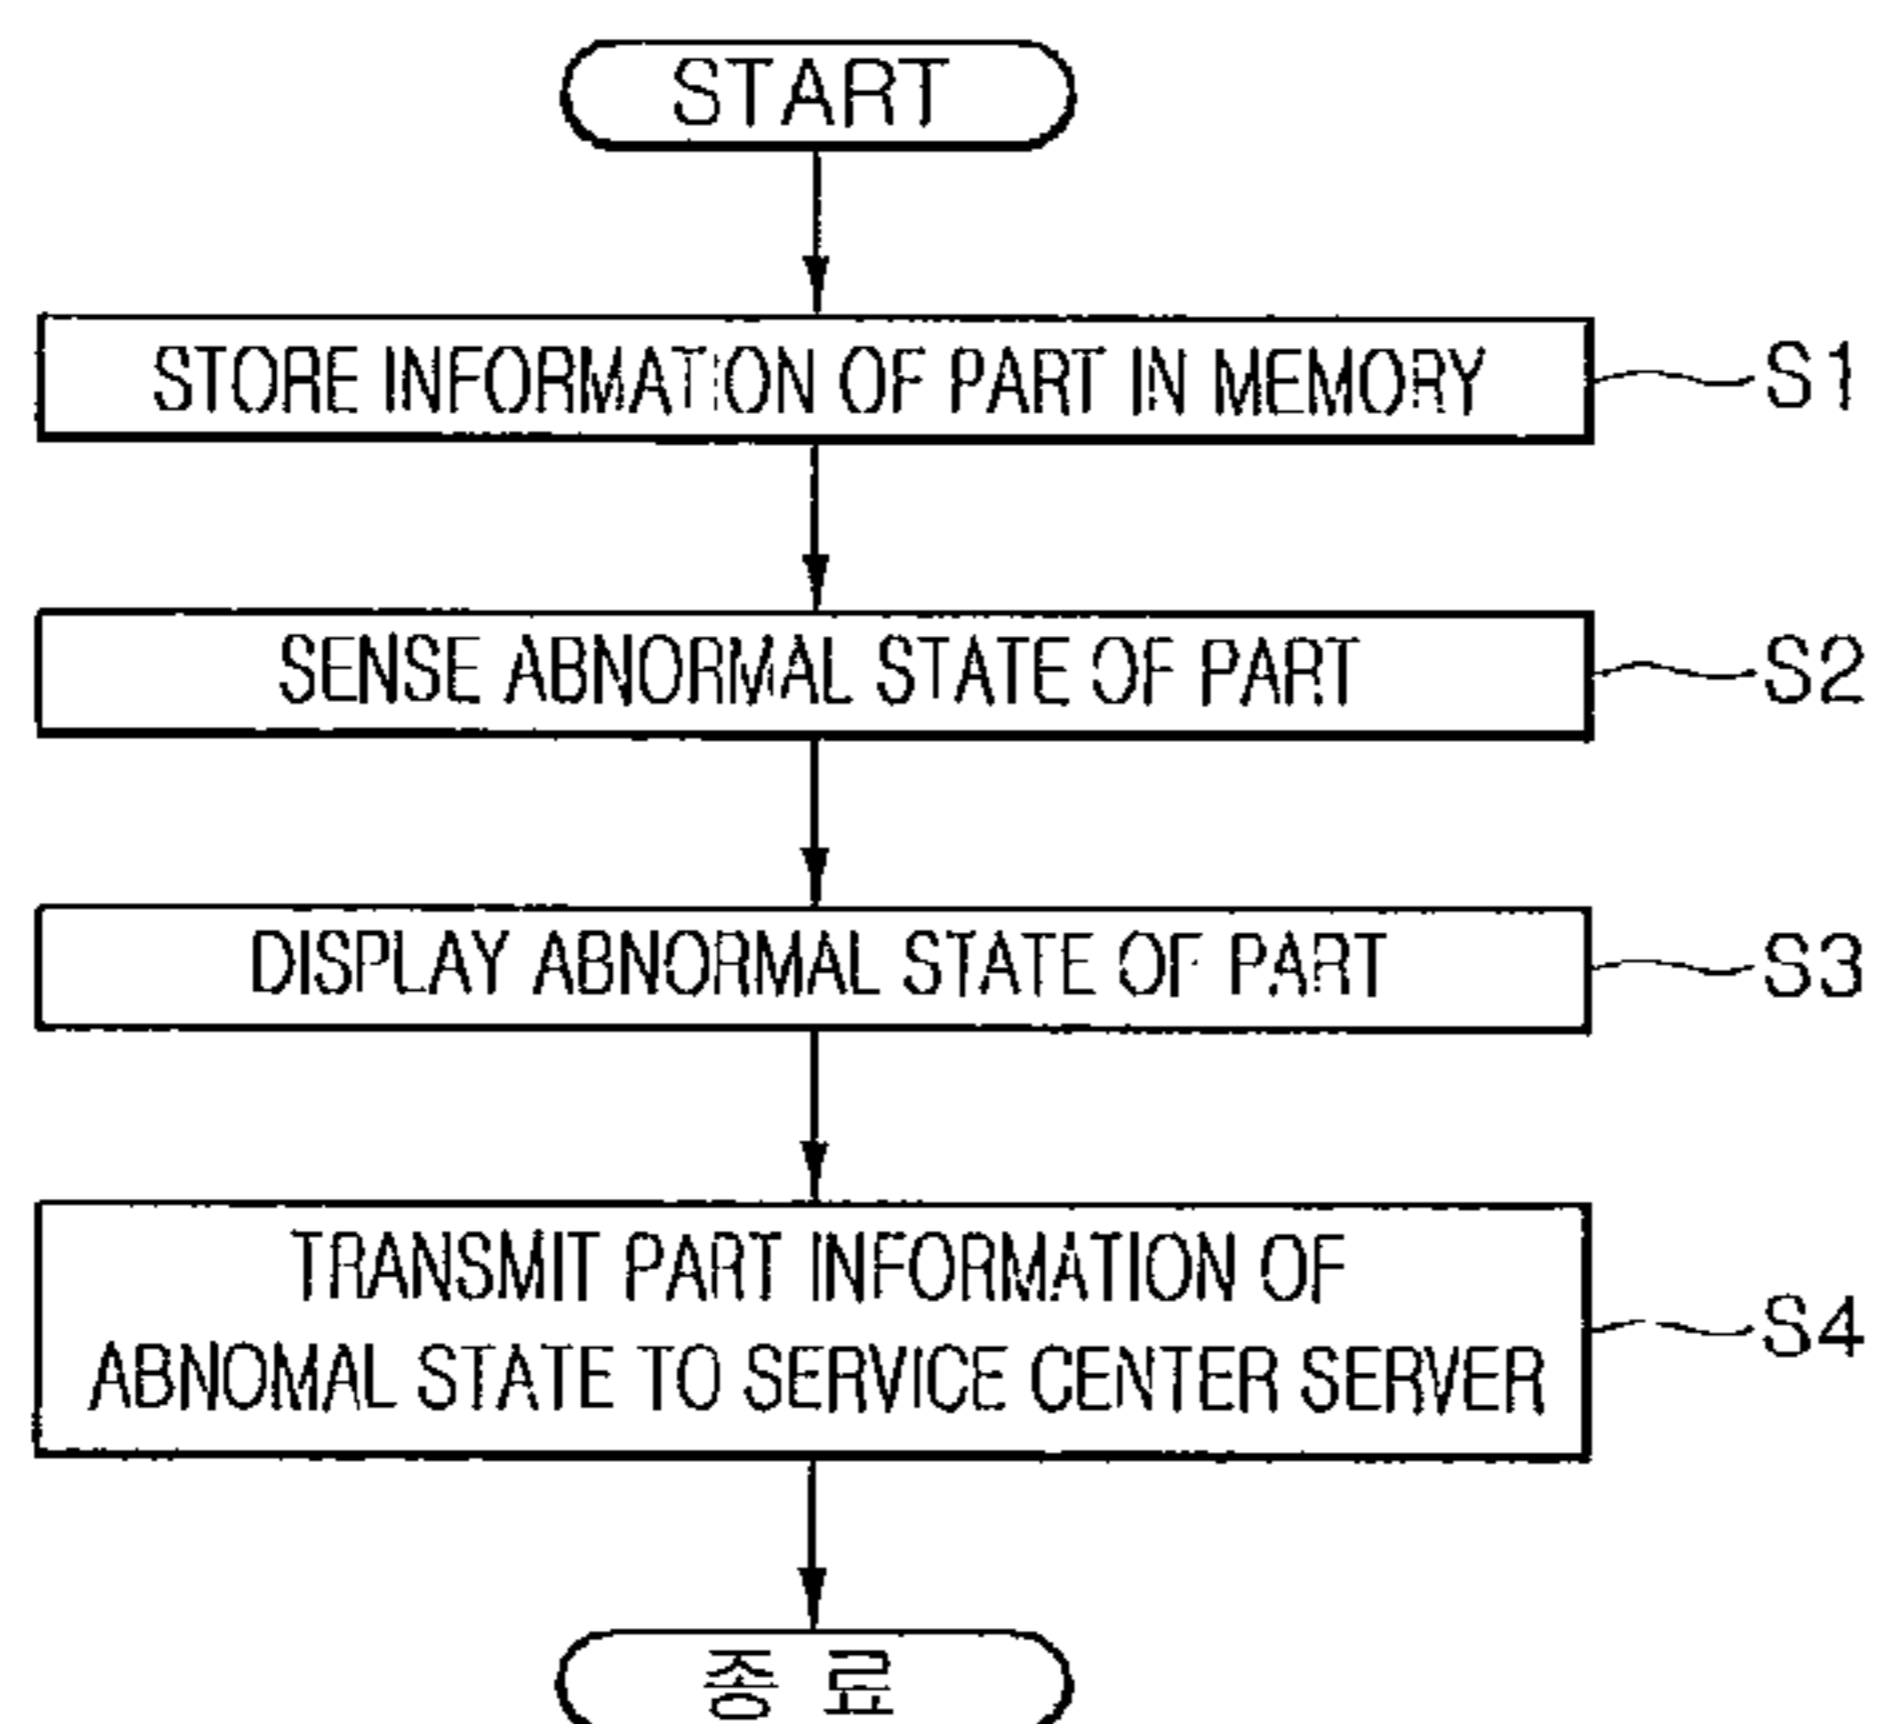 START
STORE INFORMATION OF PART IN MEMORY
S1
SENSE ABNORMAL STATE OF PART
S2
DISPLAY ABNORMAL STATE OF PART
S3
TRANSMIT PART INFORMATION OF
ABNOMAL STATE TO SERVICE CENTER SERVER
S4
종 료